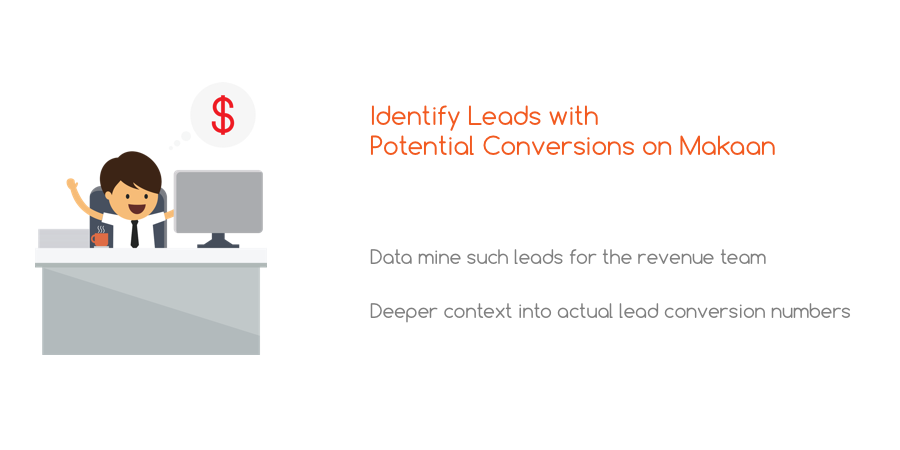 $
Identify Leads with
Potential Conversions on Makaan
Data mine such leads for the revenue team
Deeper context into actual lead conversion numbers